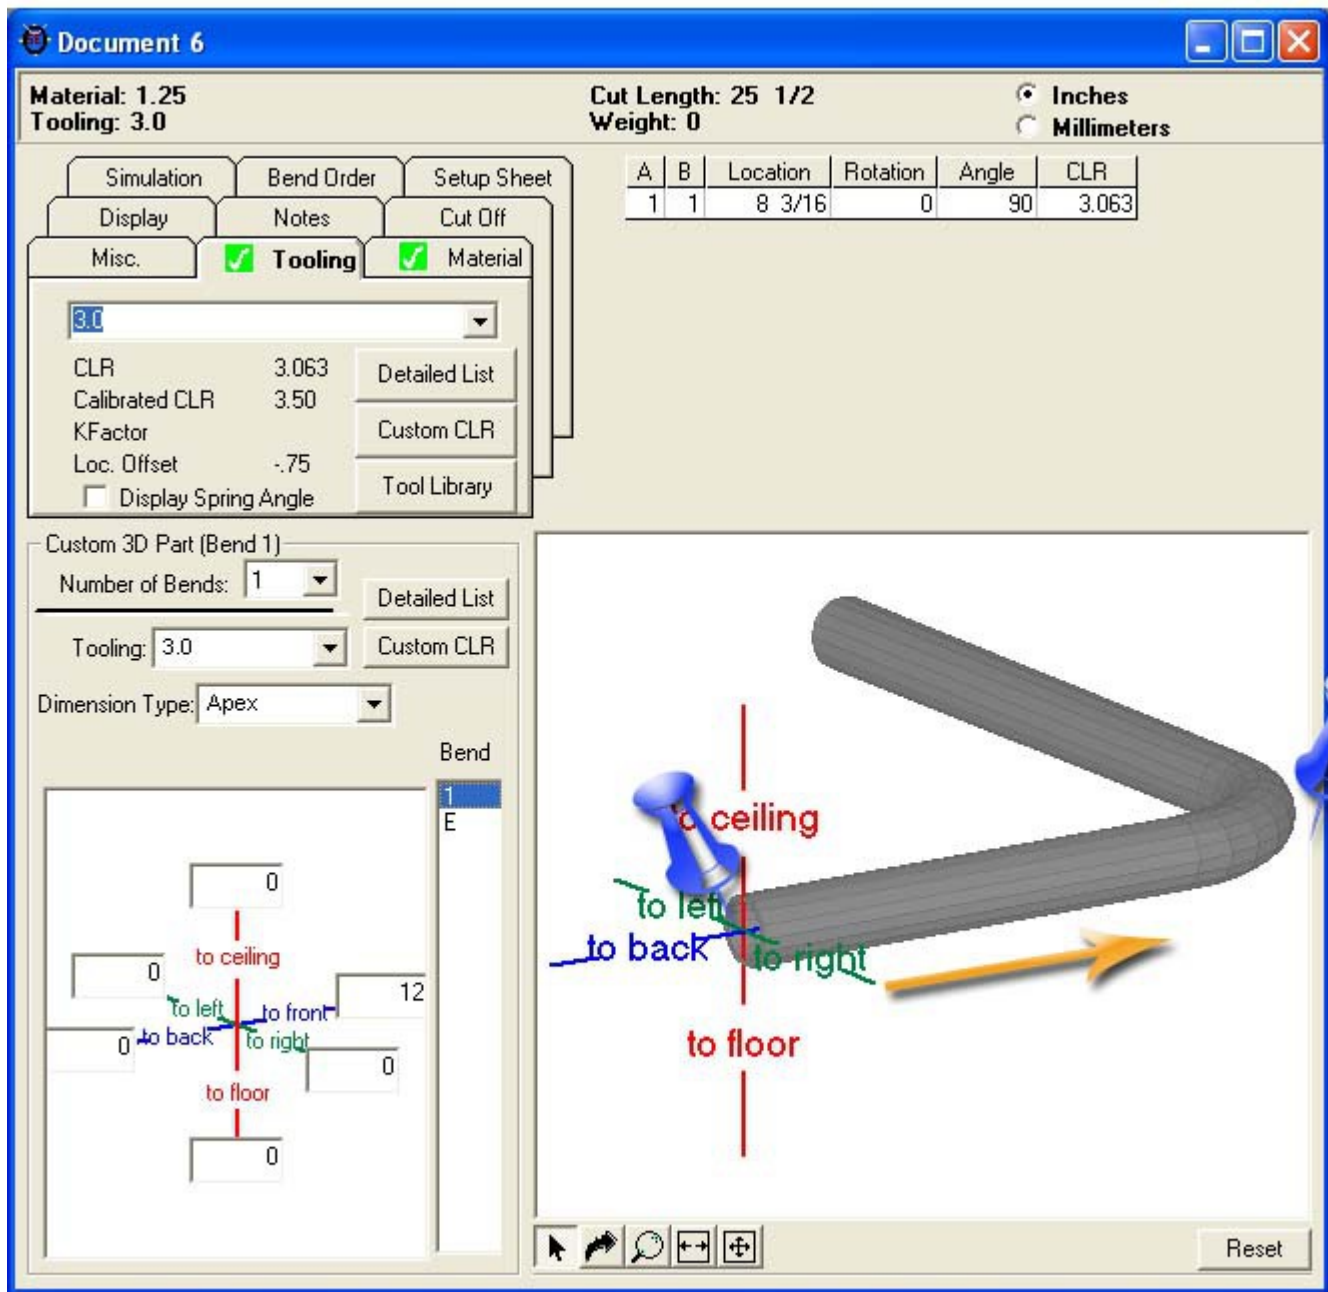 Document 6
Material: 1.25
Tooling: 3.0
Cut Length: 25 1/2
Weight: 0
Inches
Millimeters
Simulation Bend Order Setup Sheet
Display Notes Cut Off
Misc. Tooling Material
3.0
CLR 3.063
Calibrated CLR 3.50
KFactor
Loc. Offset -.75
Display Spring Angle
Detailed List
Custom CLR
Tool Library
A B Location Rotation Angle CLR
1 1 8 3/16 0 90 3.063
Custom 3D Part (Bend 1)
Number of Bends: 1
Detailed List
Tooling: 3.0
Custom CLR
Dimension Type: Apex
Bend
1
E
0
to ceiling
0
12
to left
to front
0
to back
to right
0
to floor
0
to ceiling
to left
to back
to right
to floor
Reset